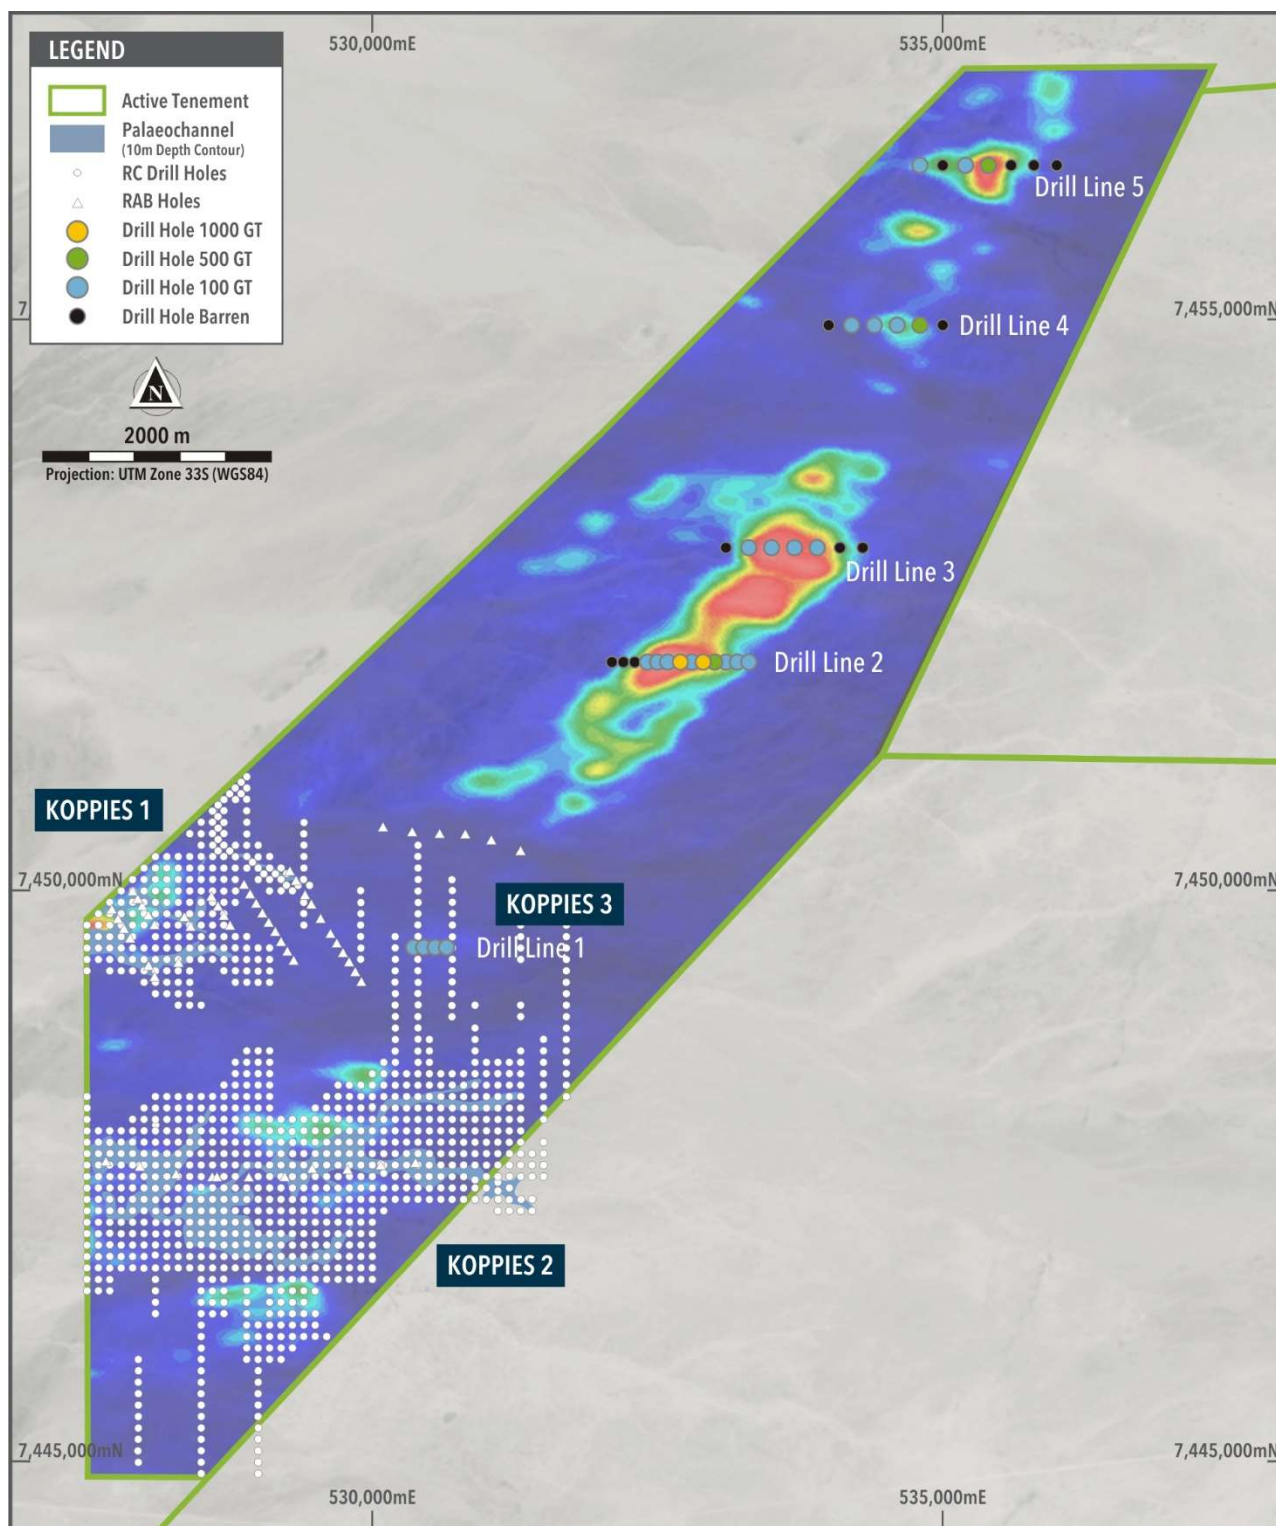 530,000mE
535,000mE
LEGEND
Active Tenement
Palaeochannel
(10m Depth Contour)
RC Drill Holes
RAB Holes
Drill Hole 1000 GT
Drill Hole 500 GT
Drill Hole 100 GT
Drill Hole Barren
N
2000 m
Projection: UTM Zone 33S (WGS84)
Drill Line 5
7,455,000mN
Drill Line 4
Drill Line 3
Drill Line 2
KOPPIES 1
7,450,000mN
7,450,000mN
KOPPIES 3
Drill Line 1
KOPPIES 2
7,445,000mN
7,445,000mN
530,000mE
535,000mE